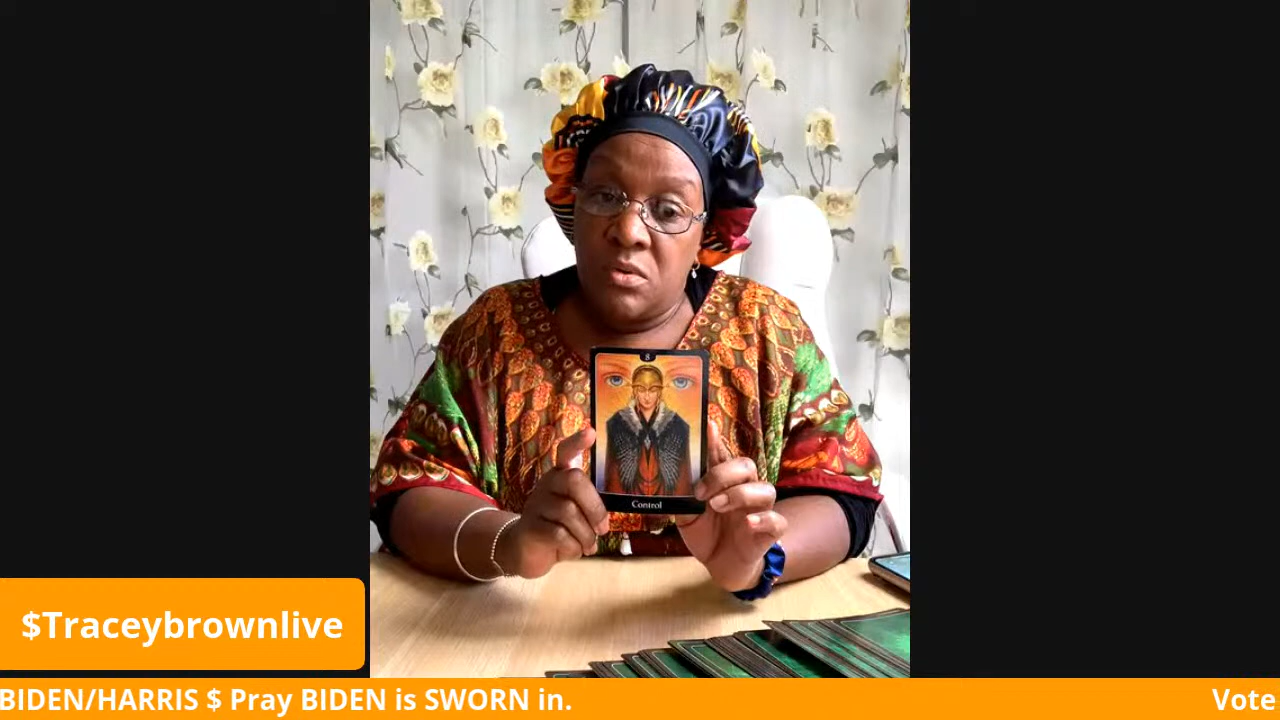 8
Control
$Traceybrownlive
BIDEN/HARRIS $ Pray BIDEN is SWORN in.
Vote